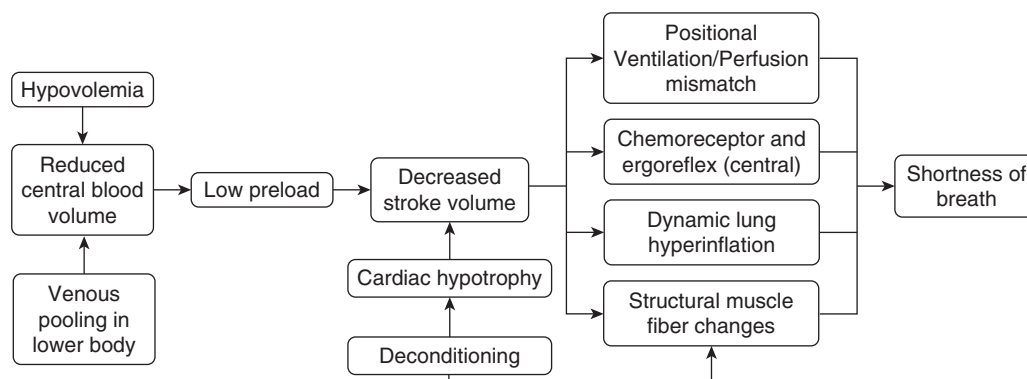 Hypovolemia
Reduced
central blood
volume
Venous
pooling in
lower body
Low preload
Decreased
stroke volume
Cardiac hypotrophy
Deconditioning
Positional
Ventilation/Perfusion
mismatch
Chemoreceptor and
ergoreflex (central)
Dynamic lung
hyperinflation
Structural muscle
fiber changes
Shortness of
breath